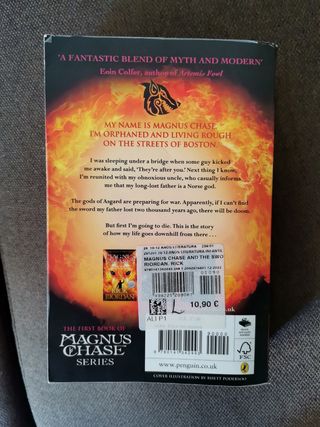 'A FANTASTIC BLEND OF MYTH AND MODERN'
Eoin Colfer, author of Artemis Fowl
MY NAME IS MAGNUS CHASE.
I'M ORPHANED AND LIVING ROUGH
ON THE STREETS OF BOSTON.
I was sleeping under a bridge when some guy kicked
me awake and said, 'They're after you.' Next thing I know,
I'm reunited with my obnoxious uncle, who casually informs
me that my long-lost father is a Norse god.
The gods of Asgard are preparing for war. Apparently, if I can't find
the sword my father lost two thousand years ago, there will be doom.
But first I'm going to die. This is the story
of how my life goes downhill from there . . .
MAGNUS CHASE AND THE SWO
RIORDAN, RICK
RICK
RIORDAN
10,90 €
THE FIRST BOOK OF
MAGNUS
CHASE
SERIES
FSC
www.penguin.co.uk
COVER ILLUSTRATION BY